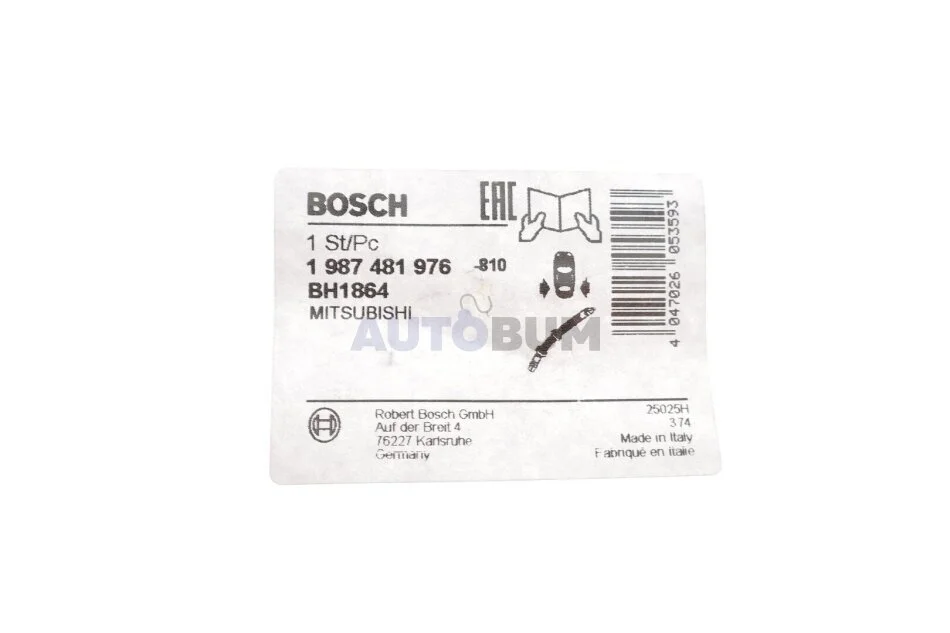 BOSCH
EAC
1 St/Pc
1 987 481 976 -810
BH1864
MITSUBISHI
AUTOBUM
4 047026 053593
Robert Bosch GmbH
Auf der Breit 4
76227 Karlsruhe
Germany
25025H
374
Made in Italy
Fabriqué en Italie